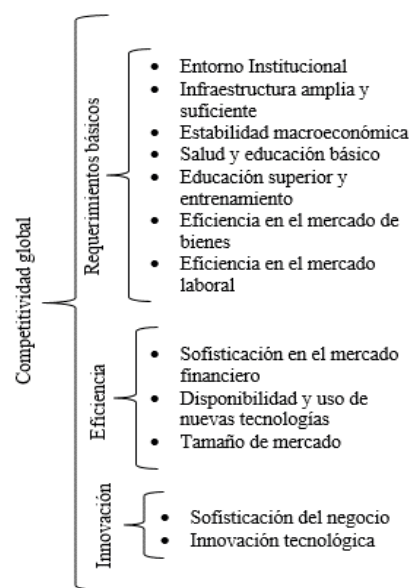 Competitividad global
Requerimientos básicos
• Entorno Institucional
• Infraestructura amplia y
suficiente
• Estabilidad macroeconómica
• Salud y educación básico
• Educación superior y
entrenamiento
• Eficiencia en el mercado de
bienes
• Eficiencia en el mercado
laboral
Eficiencia
• Sofisticación en el mercado
financiero
• Disponibilidad y uso de
nuevas tecnologías
• Tamaño de mercado
Innovación
• Sofisticación del negocio
• Innovación tecnológica